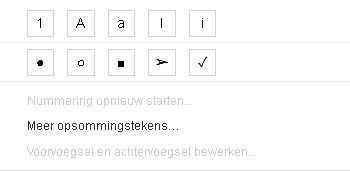 1 A a I i
● ○ ■ ➢ ✓
Nummering opnieuw starten...
Meer opsommingstekens...
Voorvoegsel en achtervoegsel bewerken...